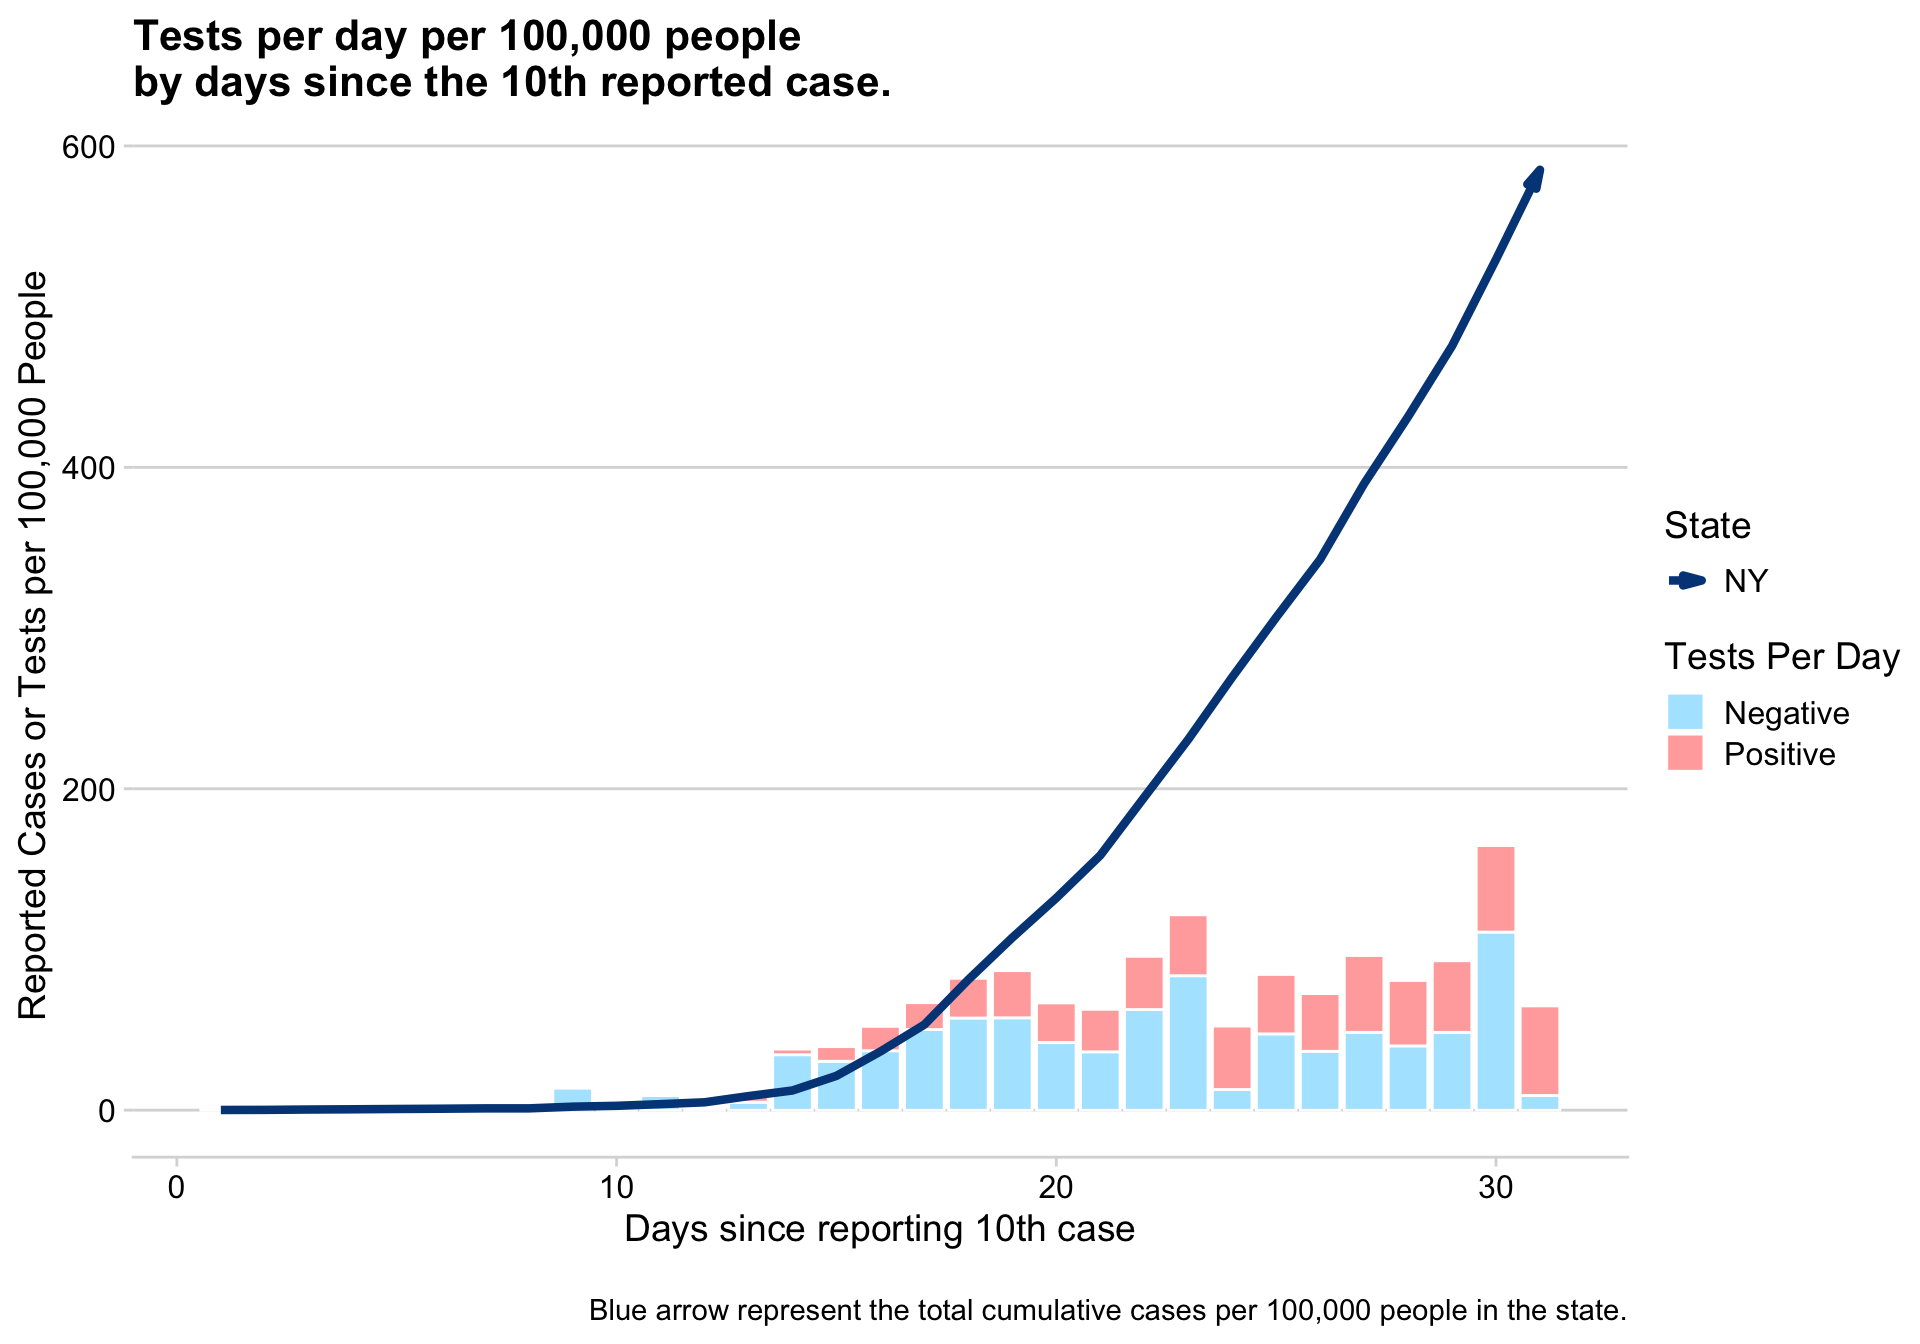 Tests per day per 100,000 people
by days since the 10th reported case.
Reported Cases or Tests per 100,000 People
600
400
200
0
0
10
20
30
Days since reporting 10th case
State
NY
Tests Per Day
Negative
Positive
Blue arrow represent the total cumulative cases per 100,000 people in the state.